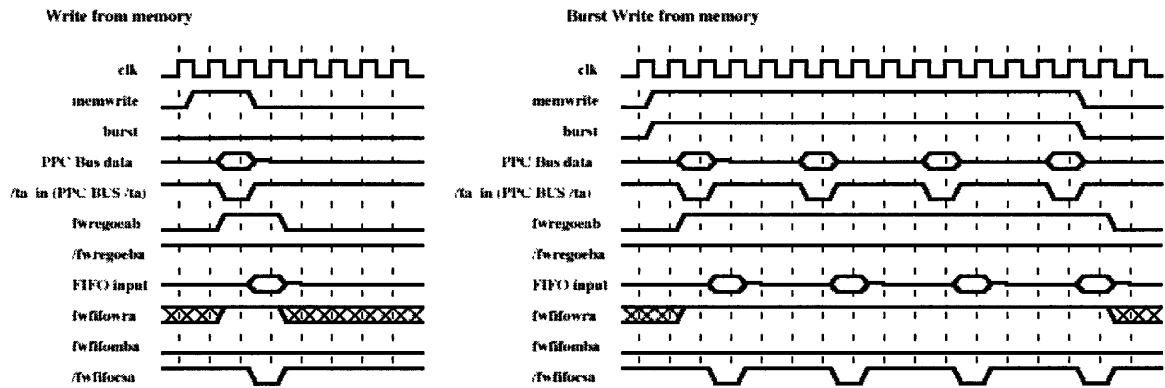 Write from memory
clk
memwrite
burst
PPC Bus data
/ta in (PPC BUS /ta)
fwregoeab
/fwregoeba
FIFO input
fwfifowra
fwfifomba
/fwfifocsa
Burst Write from memory
clk
memwrite
burst
PPC Bus data
/ta in (PPC BUS /ta)
fwregoeab
/fwregoeba
FIFO input
fwfifowra
fwfifomba
/fwfifocsa